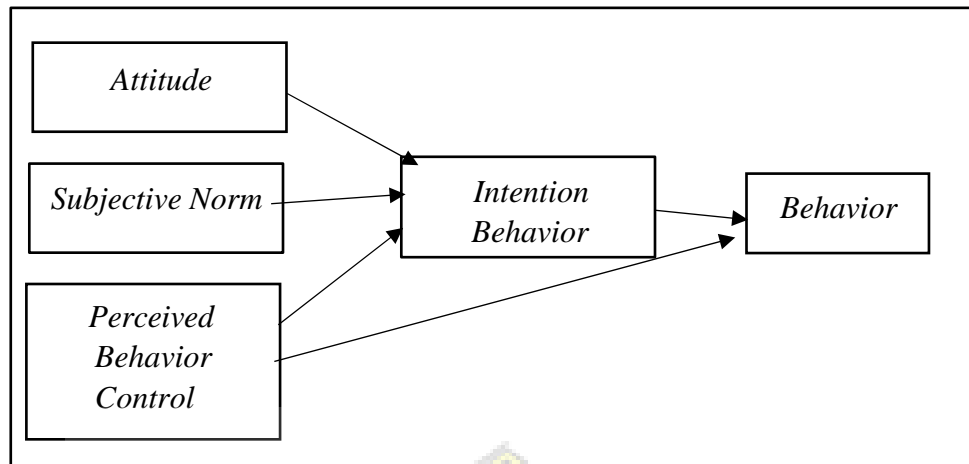 Attitude
Subjective Norm
Perceived
Behavior
Control
Intention
Behavior
Behavior